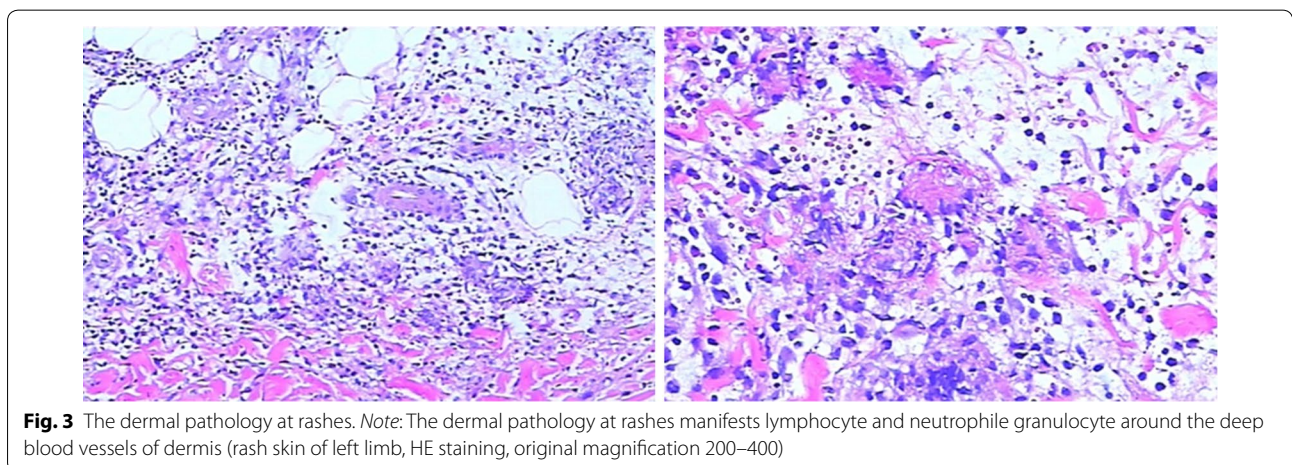 Fig. 3 The dermal pathology at rashes. Note: The dermal pathology at rashes manifests lymphocyte and neutrophile granulocyte around the deep
blood vessels of dermis (rash skin of left limb, HE staining, original magnification 200–400)